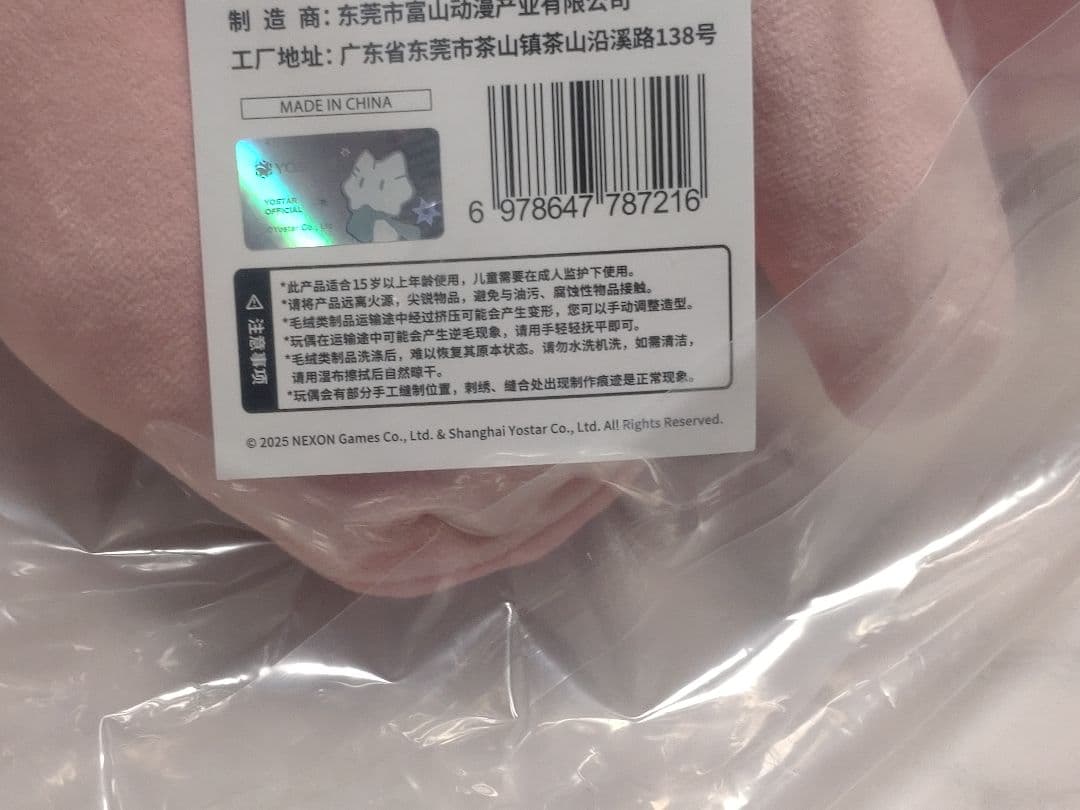 制 造 商：东莞市富山动漫产业有限公司
工厂地址：广东省东莞市茶山镇茶山沿溪路138号
MADE IN CHINA
YOSTAR
OFFICIAL
©Yostar Co., Ltd
6 978647 787216
注意事项
*此产品适合15岁以上年龄使用，儿童需要在成人监护下使用。
*请将产品远离火源，尖锐物品，避免与油污、腐蚀性物品接触。
*毛绒类制品运输途中经过挤压可能会产生变形，您可以手动调整造型。
*玩偶在运输途中可能会产生逆毛现象，请用手轻轻抚平即可。
*毛绒类制品洗涤后，难以恢复其原本状态。请勿水洗机洗，如需清洁，
请用湿布擦拭后自然晾干。
*玩偶会有部分手工缝制位置，刺绣、缝合处出现制作痕迹是正常现象。
© 2025 NEXON Games Co., Ltd. & Shanghai Yostar Co., Ltd. All Rights Reserved.